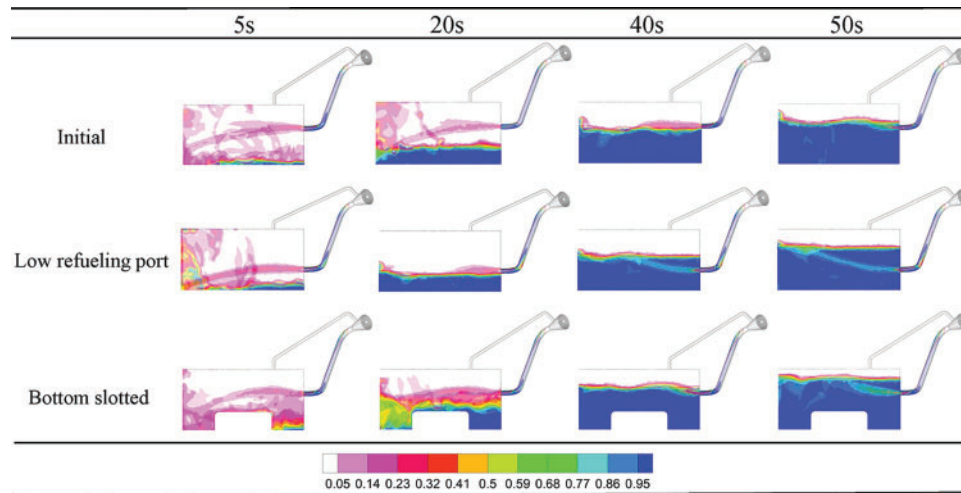 5s 20s 40s 50s
Initial
Low refueling port
Bottom slotted
0.05 0.14 0.23 0.32 0.41 0.5 0.59 0.68 0.77 0.86 0.95